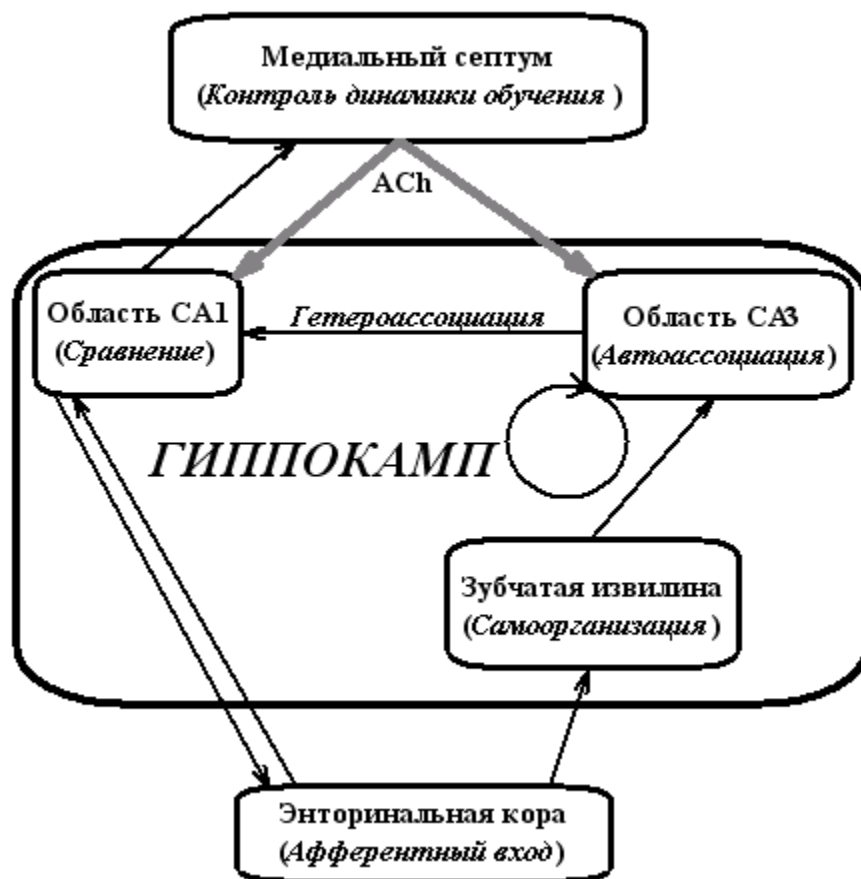 Медиальный септум
(Контроль динамики обучения )
ACh
Область CA1
(Сравнение)
Гетероассоциация
Область CA3
(Автоассоциация)
ГИППОКАМП
Зубчатая извилина
(Самоорганизация )
Энторинальная кора
(Афферентный вход)